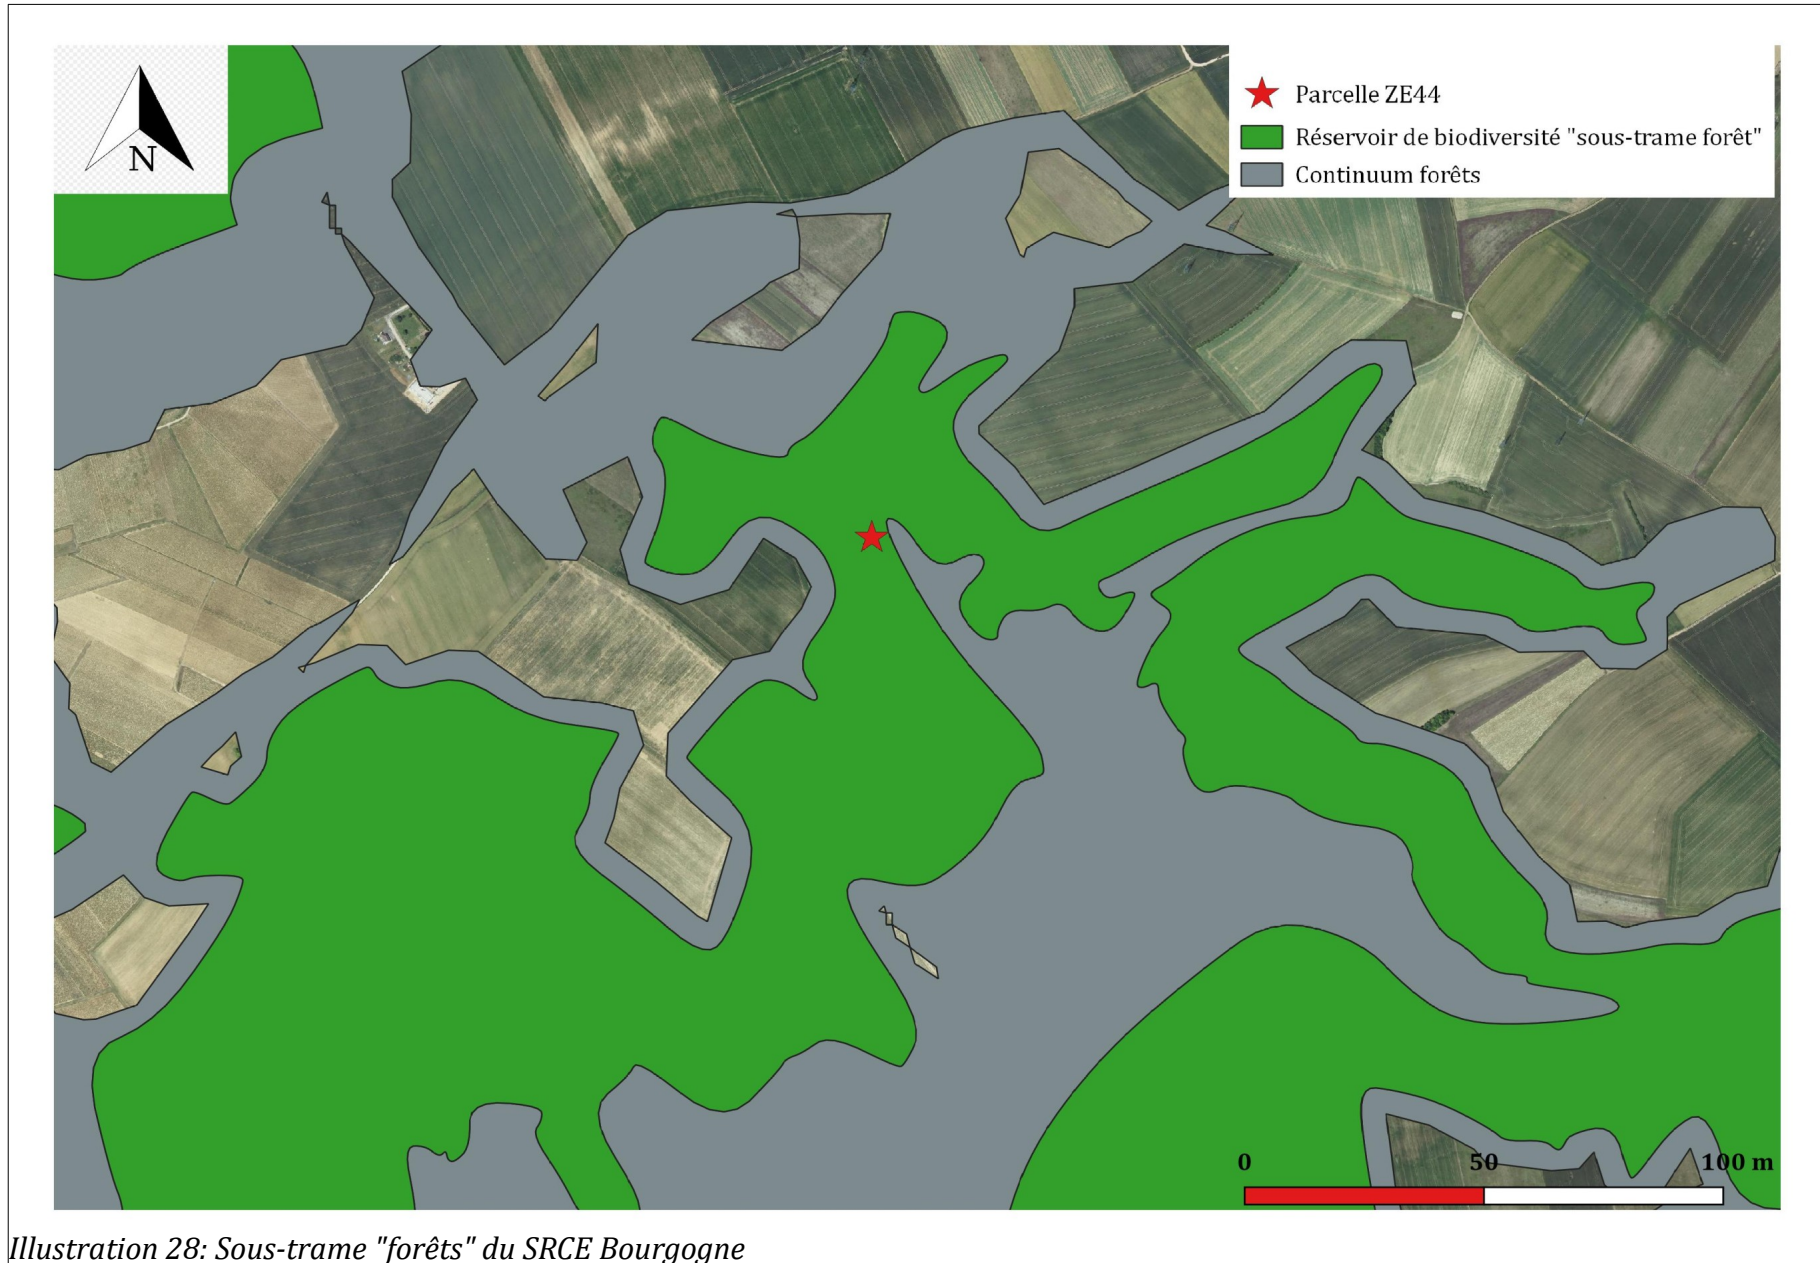 N
Parcelle ZE44
Réservoir de biodiversité "sous-trame forêt"
Continuum forêts
0 50 100 m
Illustration 28: Sous-trame "forêts" du SRCE Bourgogne